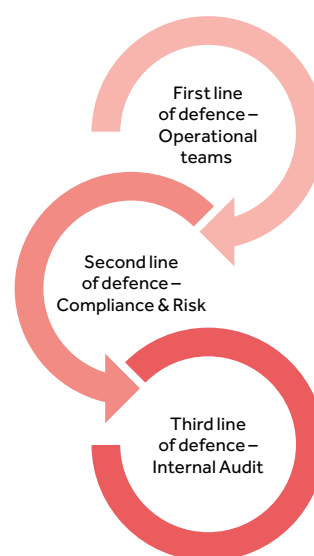 First line
of defence –
Operational
teams
Second line
of defence –
Compliance & Risk
Third line
of defence –
Internal Audit